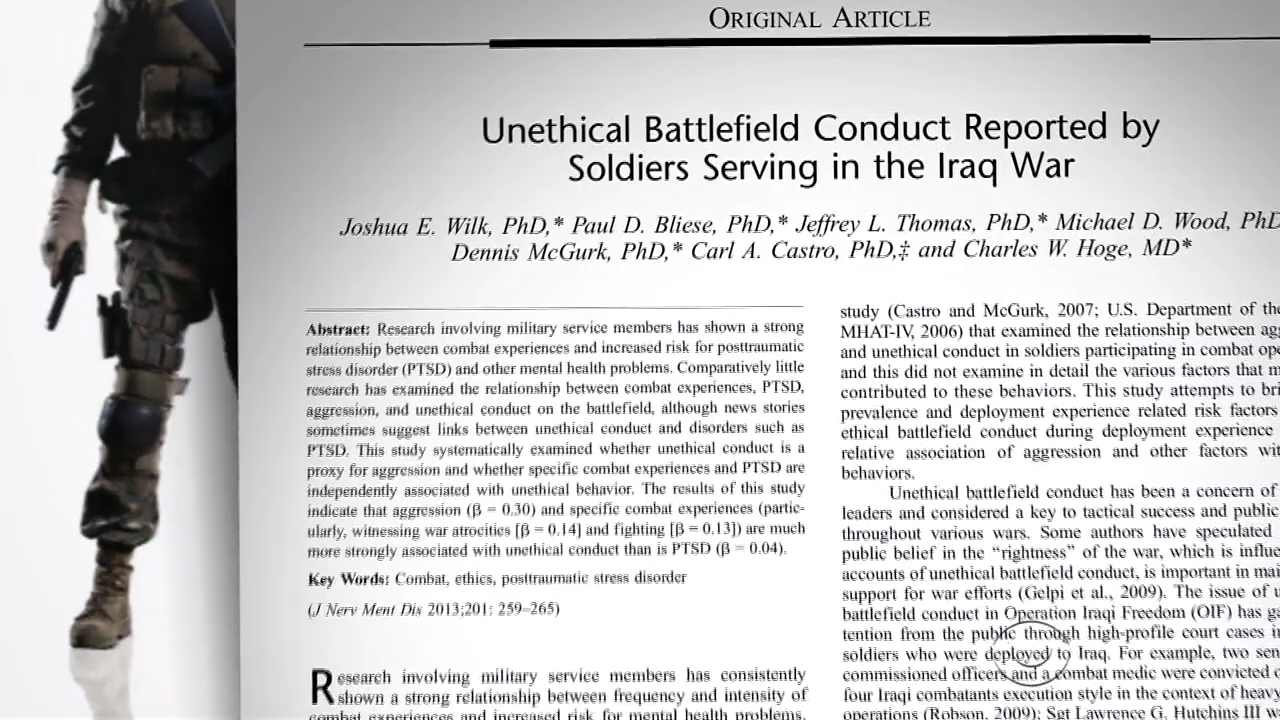 ORIGINAL ARTICLE
Unethical Battlefield Conduct Reported by
Soldiers Serving in the Iraq War
Joshua E. Wilk, PhD,* Paul D. Bliese, PhD,* Jeffrey L. Thomas, PhD,* Michael D. Wood, PhD
Dennis McGurk, PhD,* Carl A. Castro, PhD,‡ and Charles W. Hoge, MD*
Abstract: Research involving military service members has shown a strong
relationship between combat experiences and increased risk for posttraumatic
stress disorder (PTSD) and other mental health problems. Comparatively little
research has examined the relationship between combat experiences, PTSD,
aggression, and unethical conduct on the battlefield, although news stories
sometimes suggest links between unethical conduct and disorders such as
PTSD. This study systematically examined whether unethical conduct is a
proxy for aggression and whether specific combat experiences and PTSD are
independently associated with unethical behavior. The results of this study
indicate that aggression (β = 0.30) and specific combat experiences (partic-
ularly, witnessing war atrocities [β = 0.14] and fighting [β = 0.13]) are much
more strongly associated with unethical conduct than is PTSD (β = 0.04).
Key Words: Combat, ethics, posttraumatic stress disorder
(J Nerv Ment Dis 2013;201: 259–265)
Research involving military service members has consistently
shown a strong relationship between frequency and intensity of
combat experiences and increased risk for mental health problems.
study (Castro and McGurk, 2007; U.S. Department of the
MHAT-IV, 2006) that examined the relationship between
and unethical conduct in soldiers participating in combat
and this did not examine in detail the various factors that
contributed to these behaviors. This study attempts to
prevalence and deployment experience related risk factors
ethical battlefield conduct during deployment experience
relative association of aggression and other factors
behaviors.
Unethical battlefield conduct has been a concern of
leaders and considered a key to tactical success and public
throughout various wars. Some authors have speculated
public belief in the “rightness” of the war, which is
accounts of unethical battlefield conduct, is important in
support for war efforts (Gelpi et al., 2009). The issue of
battlefield conduct in Operation Iraqi Freedom (OIF) has
tention from the public through high-profile court cases
soldiers who were deployed to Iraq. For example, two
commissioned officers and a combat medic were convicted
four Iraqi combatants execution style in the context of
operations (Robson, 2009); Sgt Lawrence G. Hutchins III